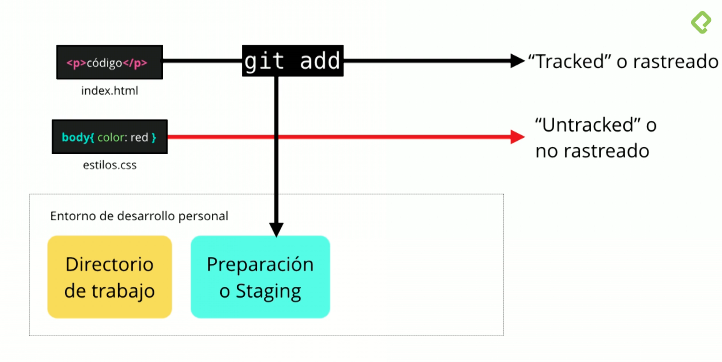 <p>código</p>
git add
“Tracked” o rastreado
index.html
body{ color: red }
“Untracked” o
no rastreado
estilos.css
Entorno de desarrollo personal
Directorio
de trabajo
Preparación
o Staging